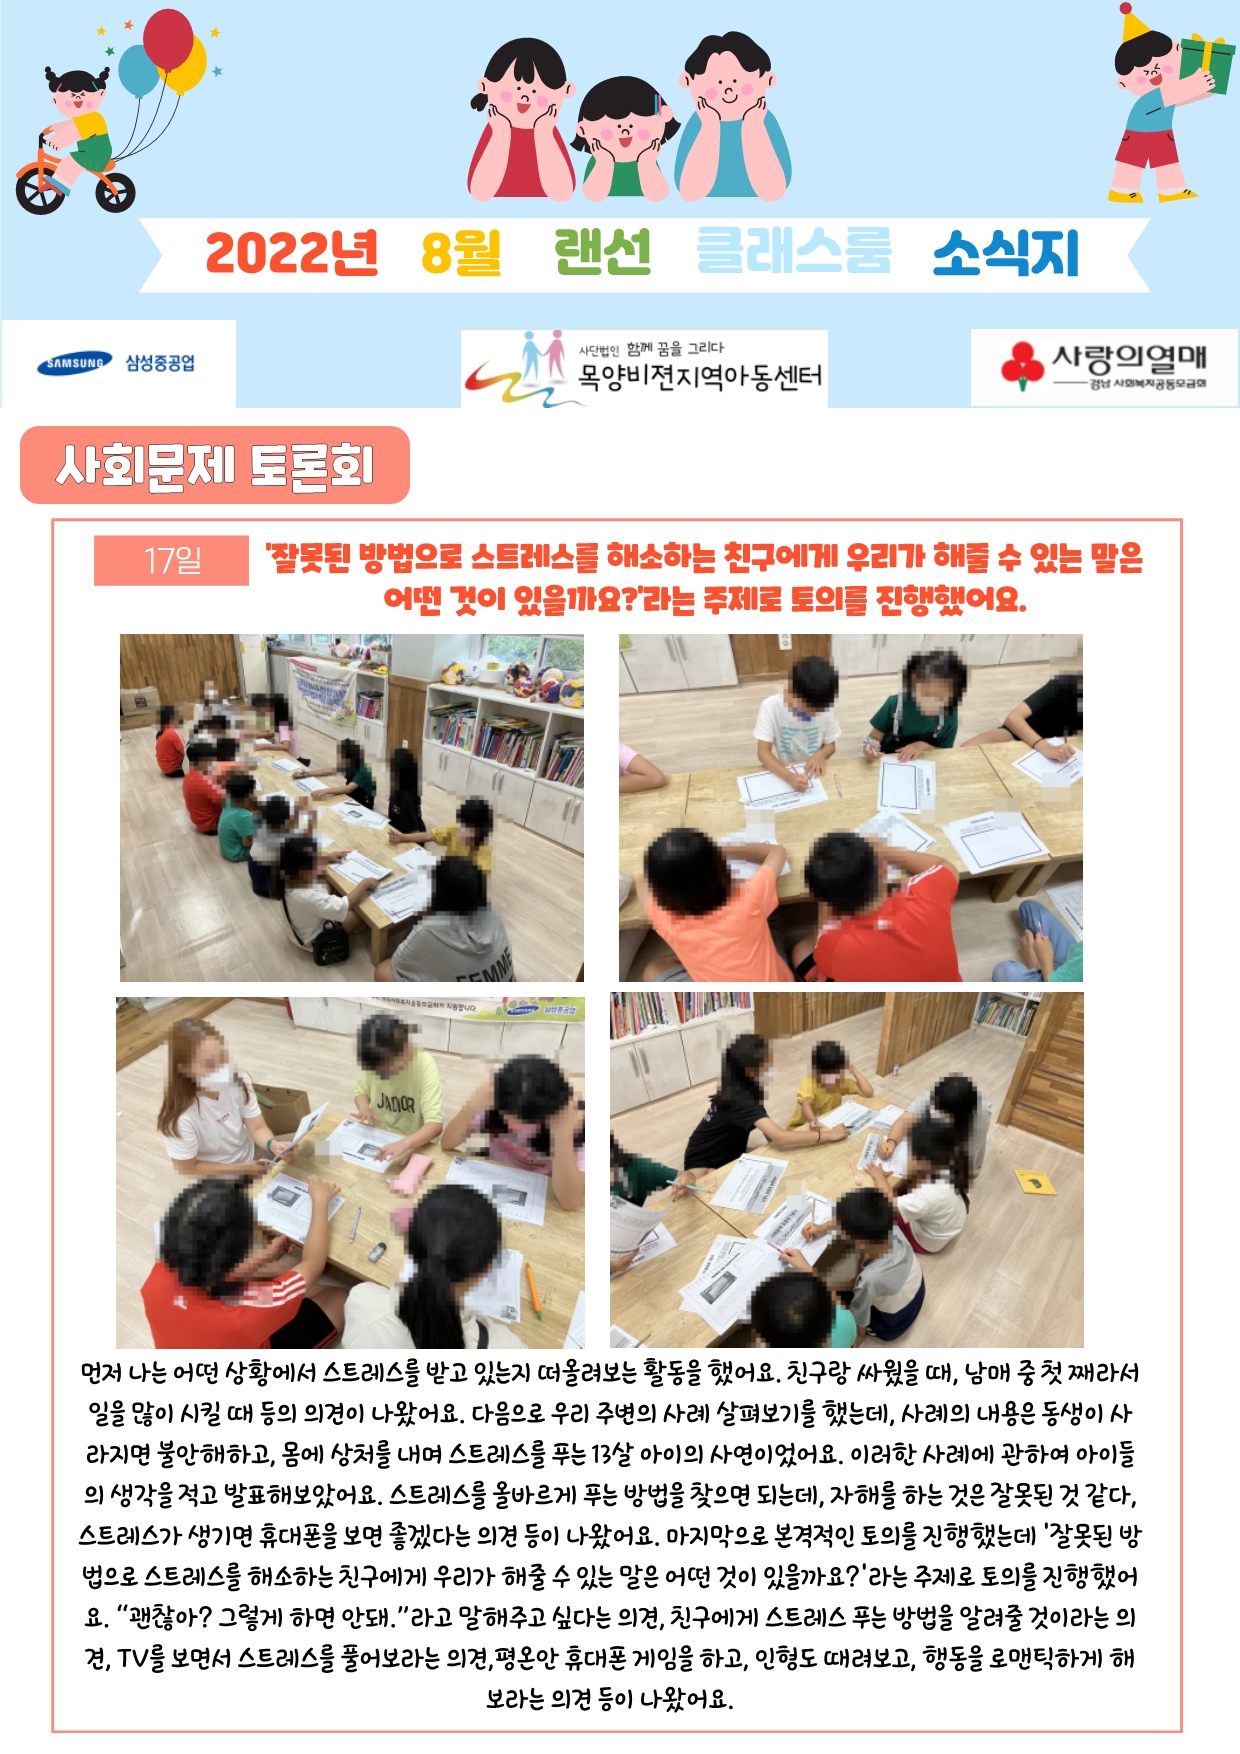 2022년 8월 랜선 클래스룸 소식지
SAMSUNG 삼성중공업
사단법인 함께 꿈을 그리다
목양비젼지역아동센터
사랑의열매
경남 사회복지공동모금회
사회문제 토론회
17일
'잘못된 방법으로 스트레스를 해소하는 친구에게 우리가 해줄 수 있는 말은
어떤 것이 있을까요?'라는 주제로 토의를 진행했어요.
FEMME
SAMSUNG 삼성중공업
JADIOR
먼저 나는 어떤 상황에서 스트레스를 받고 있는지 떠올려보는 활동을 했어요. 친구랑 싸웠을 때, 남매 중 첫 째라서
일을 많이 시킬 때 등의 의견이 나왔어요. 다음으로 우리 주변의 사례 살펴보기를 했는데, 사례의 내용은 동생이 사
라지면 불안해하고, 몸에 상처를 내며 스트레스를 푸는 13살 아이의 사연이었어요. 이러한 사례에 관하여 아이들
의 생각을 적고 발표해보았어요. 스트레스를 올바르게 푸는 방법을 찾으면 되는데, 자해를 하는 것은 잘못된 것 같다,
스트레스가 생기면 휴대폰을 보면 좋겠다는 의견 등이 나왔어요. 마지막으로 본격적인 토의를 진행했는데 '잘못된 방
법으로 스트레스를 해소하는 친구에게 우리가 해줄 수 있는 말은 어떤 것이 있을까요?'라는 주제로 토의를 진행했어
요. “괜찮아? 그렇게 하면 안돼.”라고 말해주고 싶다는 의견, 친구에게 스트레스 푸는 방법을 알려줄 것이라는 의
견, TV를 보면서 스트레스를 풀어보라는 의견,평온안 휴대폰 게임을 하고, 인형도 때려보고, 행동을 로맨틱하게 해
보라는 의견 등이 나왔어요.